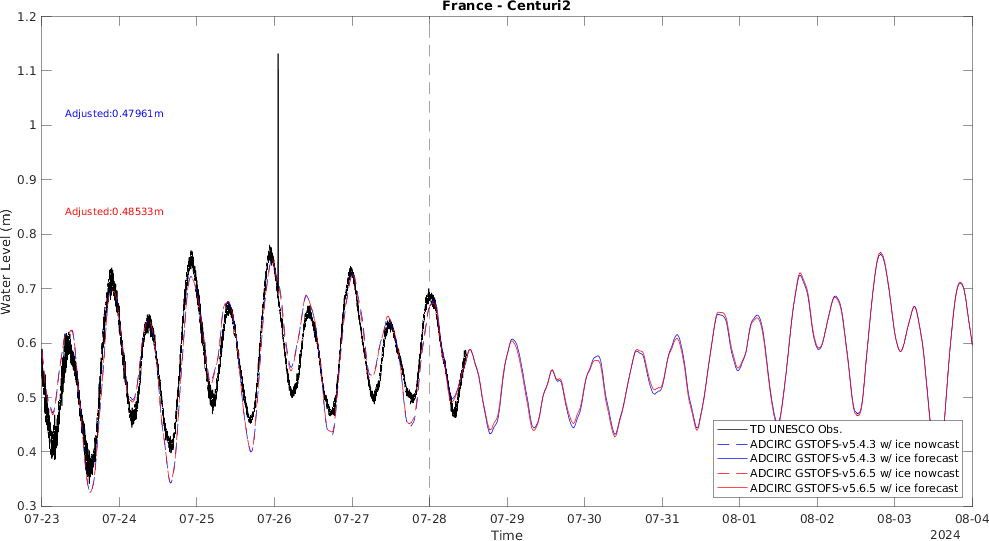 France - Centuri2
1.2
1.1
1
0.9
0.8
0.7
0.6
0.5
0.4
0.3
Water Level (m)
Adjusted:0.47961m
Adjusted:0.48533m
TD UNESCO Obs.
ADCIRC GSTOFS-v5.4.3 w/ ice nowcast
ADCIRC GSTOFS-v5.4.3 w/ ice forecast
ADCIRC GSTOFS-v5.6.5 w/ ice nowcast
ADCIRC GSTOFS-v5.6.5 w/ ice forecast
07-23 07-24 07-25 07-26 07-27 07-28 07-29 07-30 07-31 08-01 08-02 08-03 08-04
Time
2024